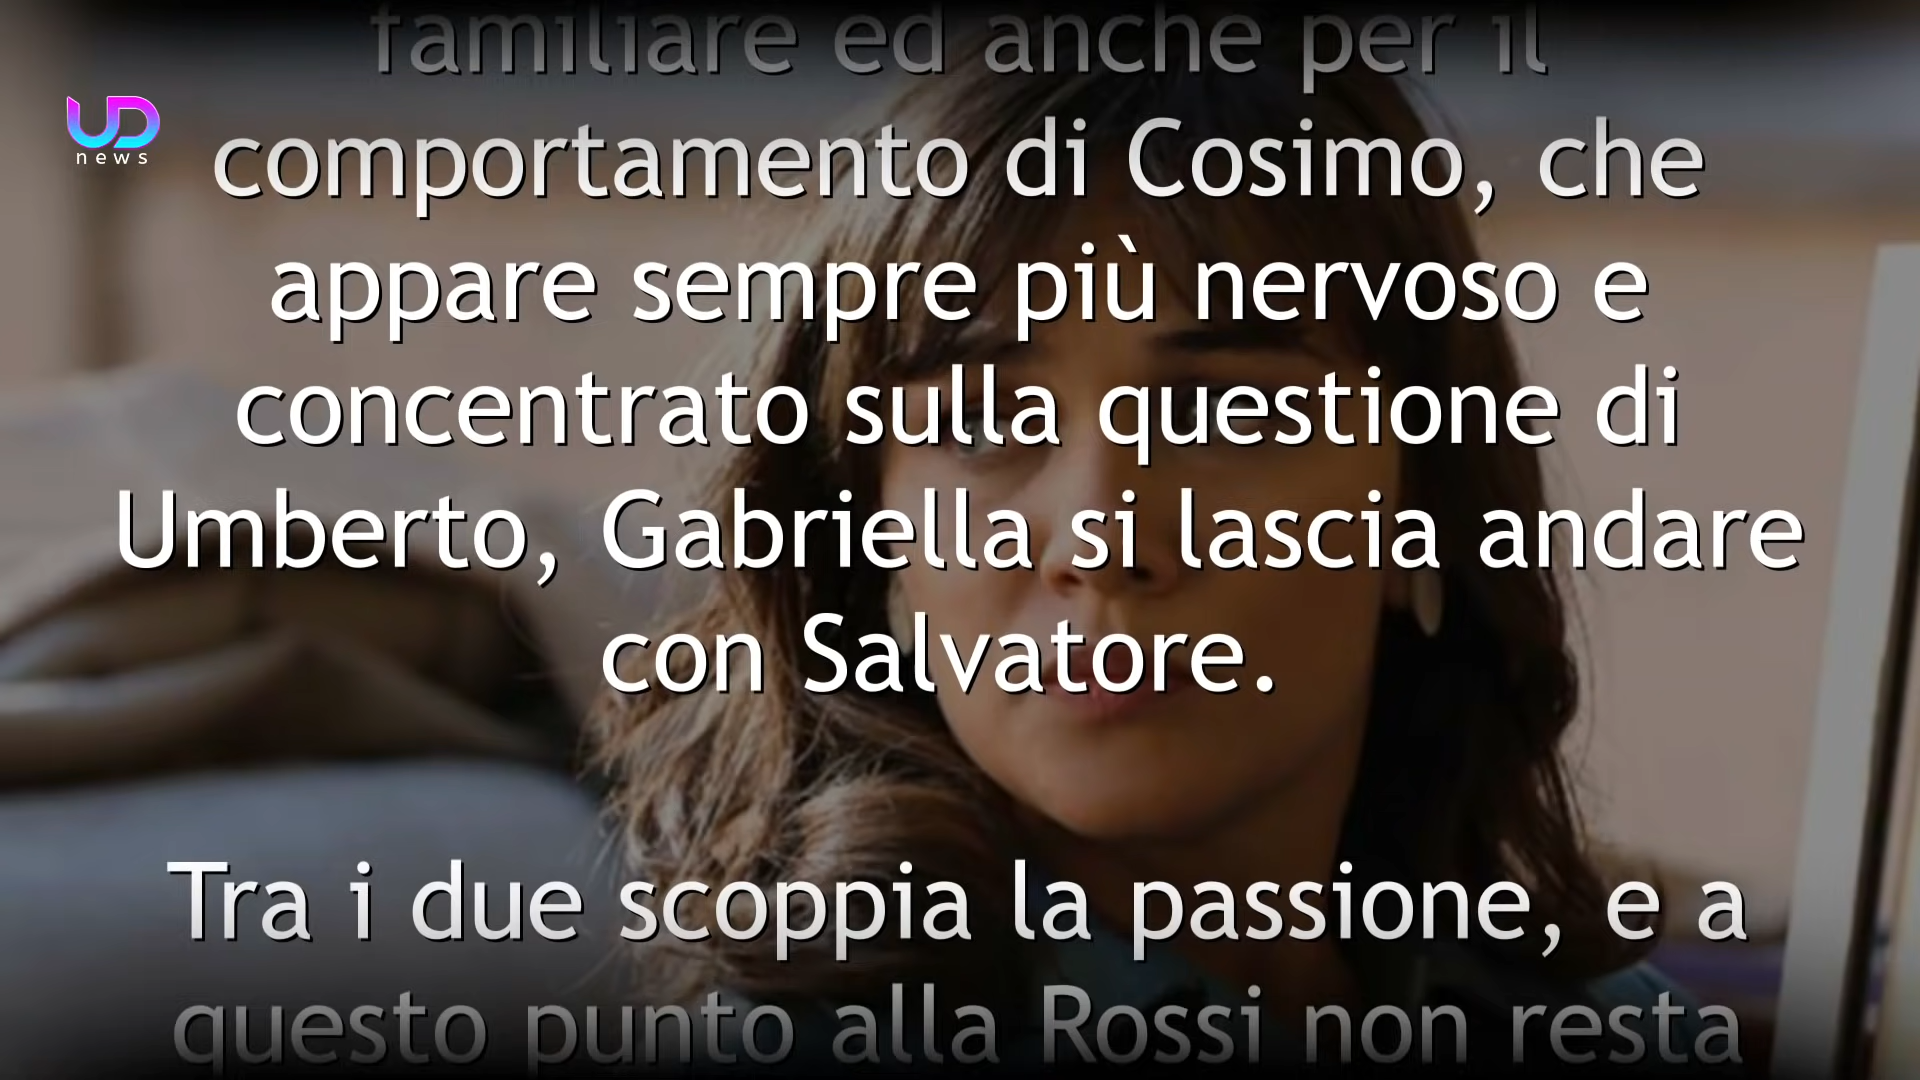 familiare ed anche per il
UD
news
comportamento di Cosimo, che
appare sempre più nervoso e
concentrato sulla questione di
Umberto, Gabriella si lascia andare
con Salvatore.
Tra i due scoppia la passione, e a
questo punto alla Rossi non resta